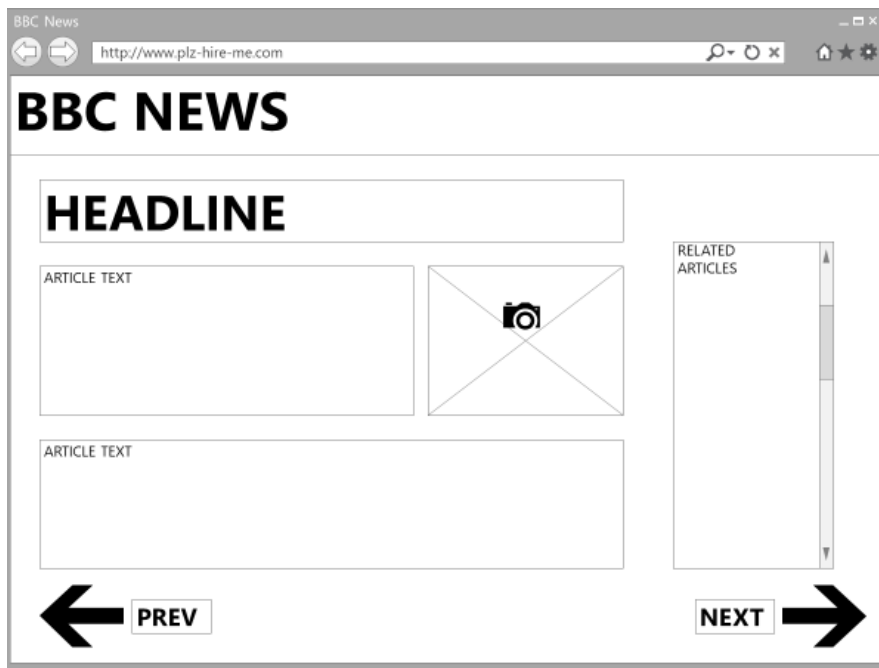 BBC News
http://www.plz-hire-me.com
BBC NEWS
HEADLINE
ARTICLE TEXT
RELATED
ARTICLES
ARTICLE TEXT
PREV
NEXT